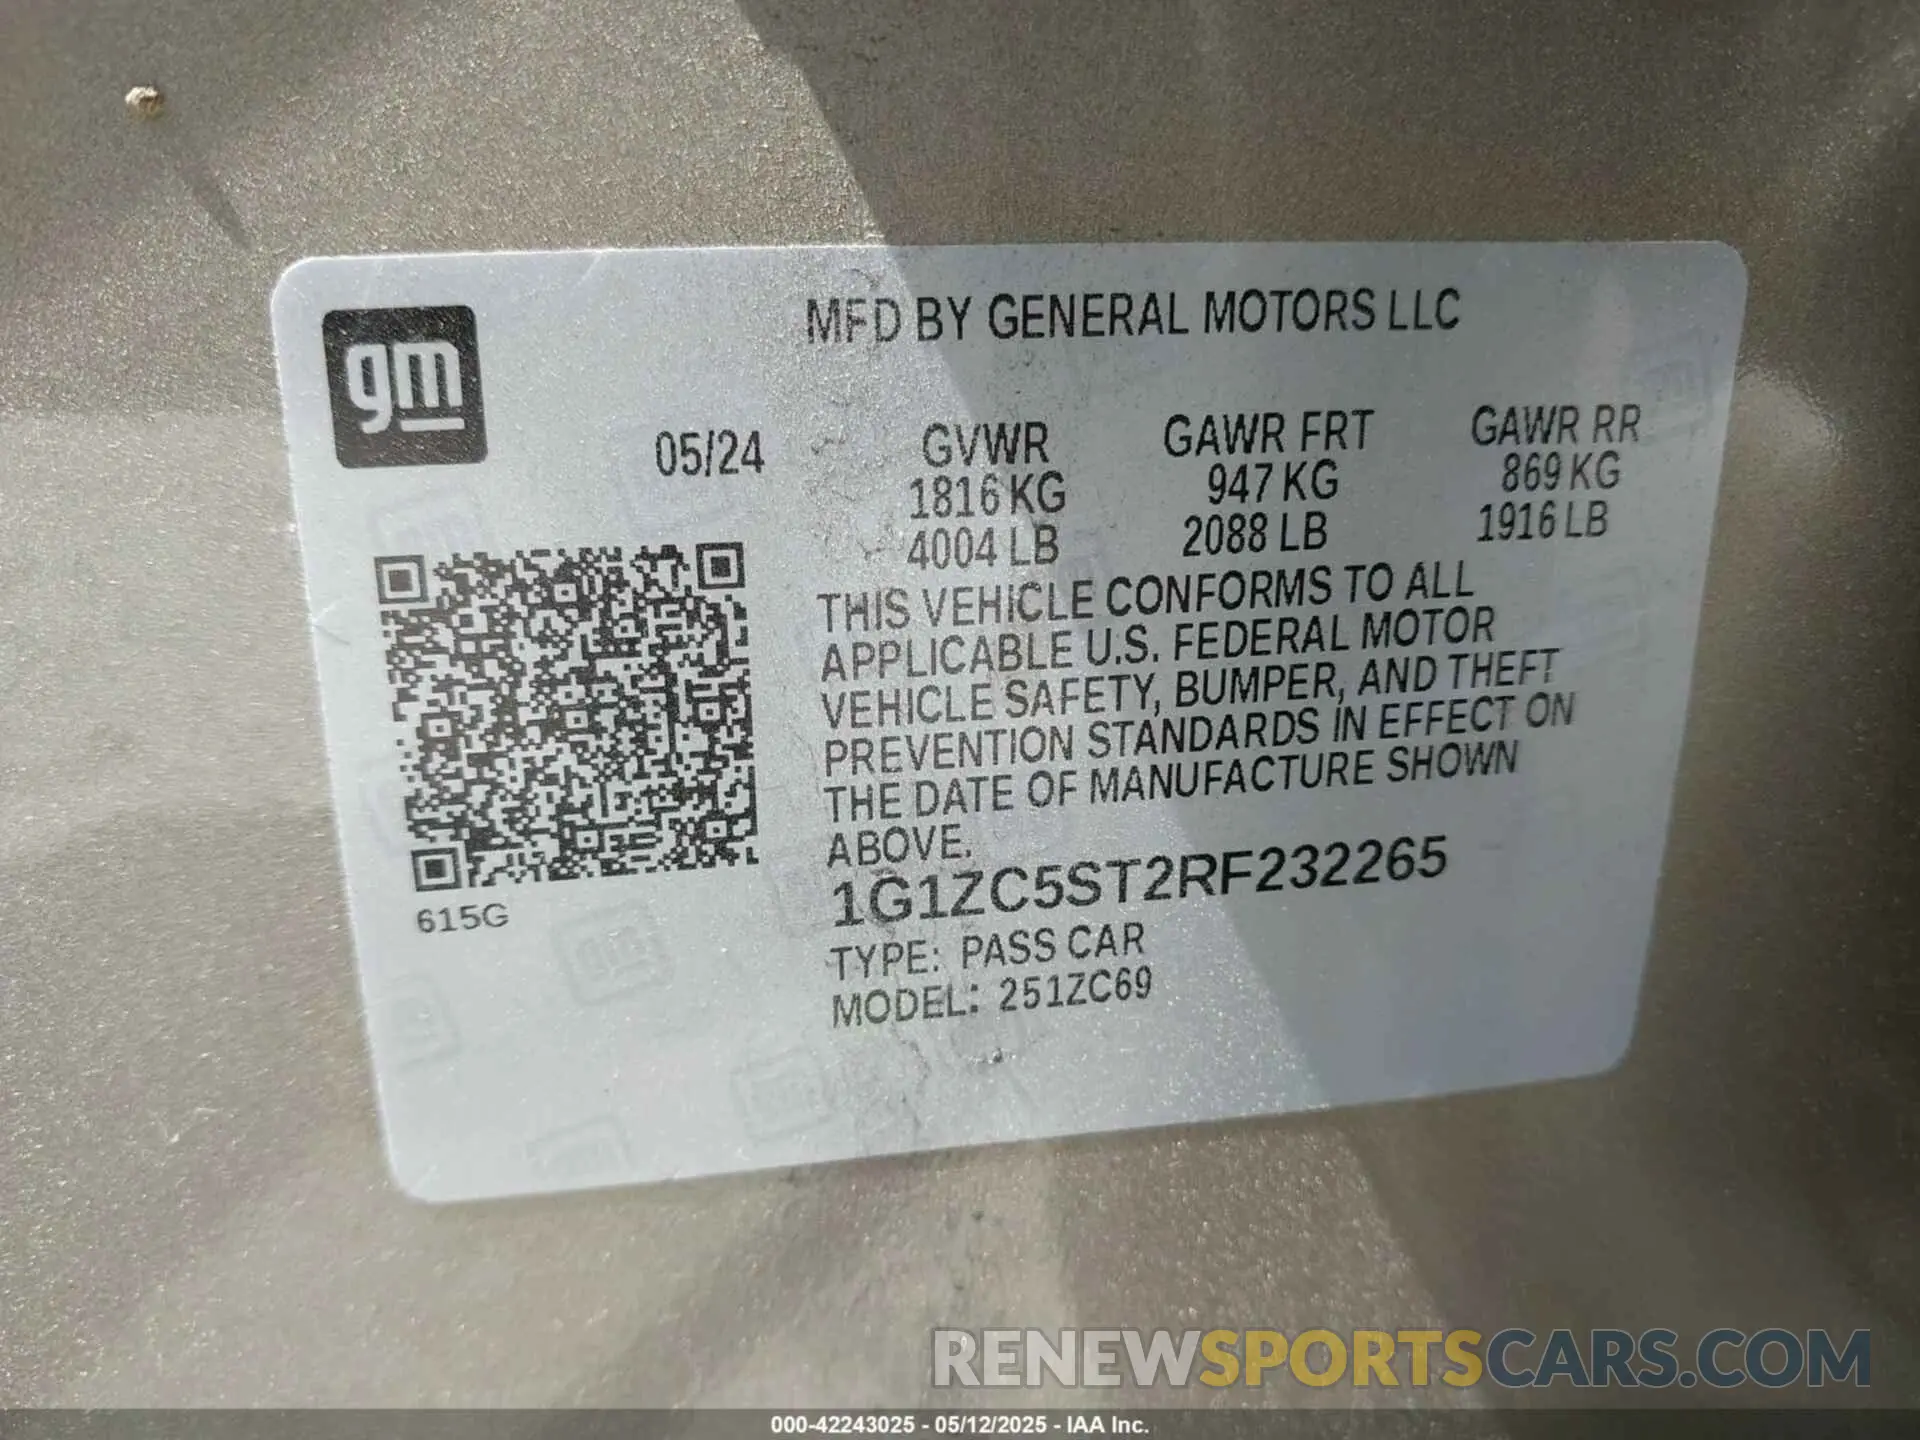 gm
MFD BY GENERAL MOTORS LLC
05/24
GVWR GAWR FRT GAWR RR
1816 KG 947 KG 869 KG
4004 LB 2088 LB 1916 LB
THIS VEHICLE CONFORMS TO ALL
APPLICABLE U.S. FEDERAL MOTOR
VEHICLE SAFETY, BUMPER, AND THEFT
PREVENTION STANDARDS IN EFFECT ON
THE DATE OF MANUFACTURE SHOWN
ABOVE.
1G1ZC5ST2RF232265
TYPE: PASS CAR
MODEL: 251ZC69
615G
RENEWSPORTSCARS.COM
000-42243025 - 05/12/2025 - IAA Inc.